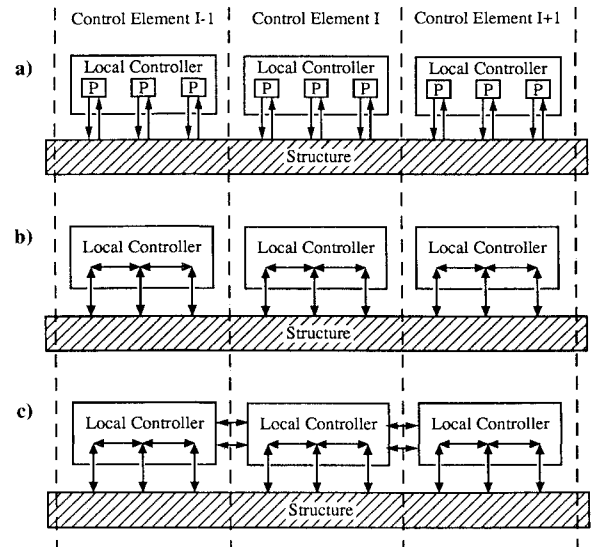 Control Element I-1
Control Element I
Control Element I+1
a)
Local Controller
Local Controller
Local Controller
P
P
P
P
P
P
P
P
P
Structure
b)
Local Controller
Local Controller
Local Controller
Structure
c)
Local Controller
Local Controller
Local Controller
Structure